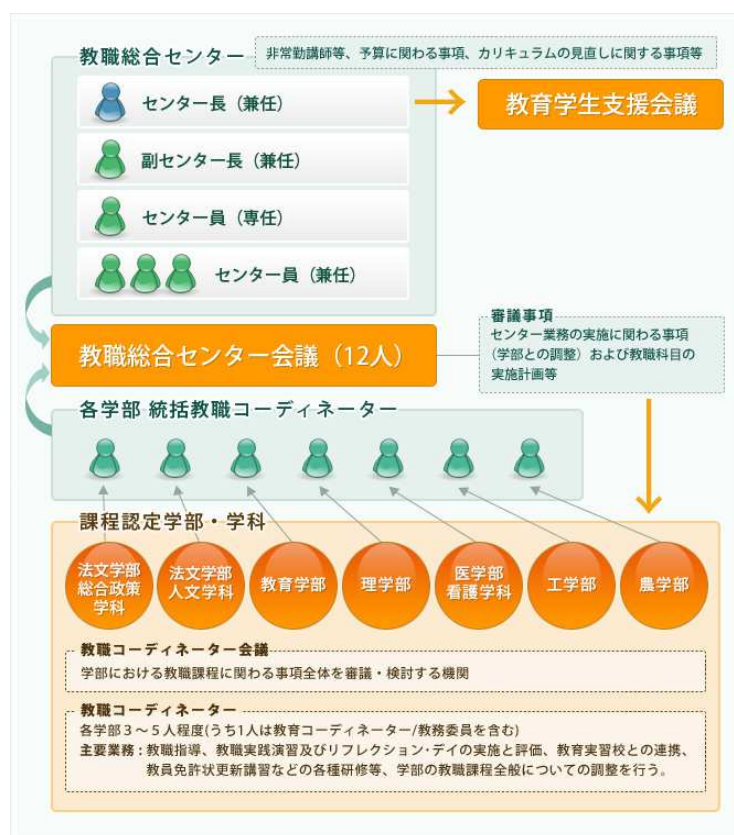 教職総合センター
非常勤講師等、予算に関わる事項、カリキュラムの見直しに関する事項等
センター長（兼任）
教育学生支援会議
副センター長（兼任）
センター員（専任）
センター員（兼任）
審議事項
センター業務の実施に関わる事項
（学部との調整）および教職科目の
実施計画等
教職総合センター会議（12人）
各学部 統括教職コーディネーター
課程認定学部・学科
法文学部
総合政策
学科
法文学部
人文学科
教育学部
理学部
医学部
看護学科
工学部
農学部
教職コーディネーター会議
学部における教職課程に関わる事項全体を審議・検討する機関
教職コーディネーター
各学部３～５人程度(うち1人は教育コーディネーター/教務委員を含む)
主要業務：教職指導、教職実践演習及びリフレクション・デイの実施と評価、教育実習校との連携、
教員免許状更新講習などの各種研修等、学部の教職課程全般についての調整を行う。